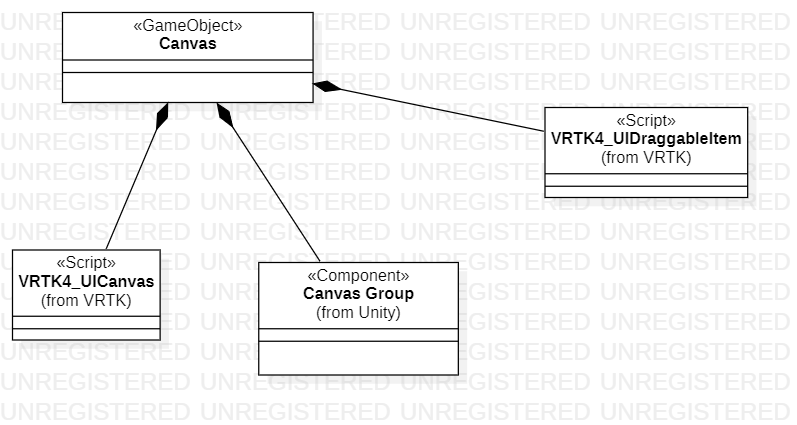 «GameObject»
Canvas
«Script»
VRTK4_UIDraggableItem
(from VRTK)
«Script»
VRTK4_UICanvas
(from VRTK)
«Component»
Canvas Group
(from Unity)
UNREGISTERED UNREGISTERED UNREGISTERED UNREGISTERED